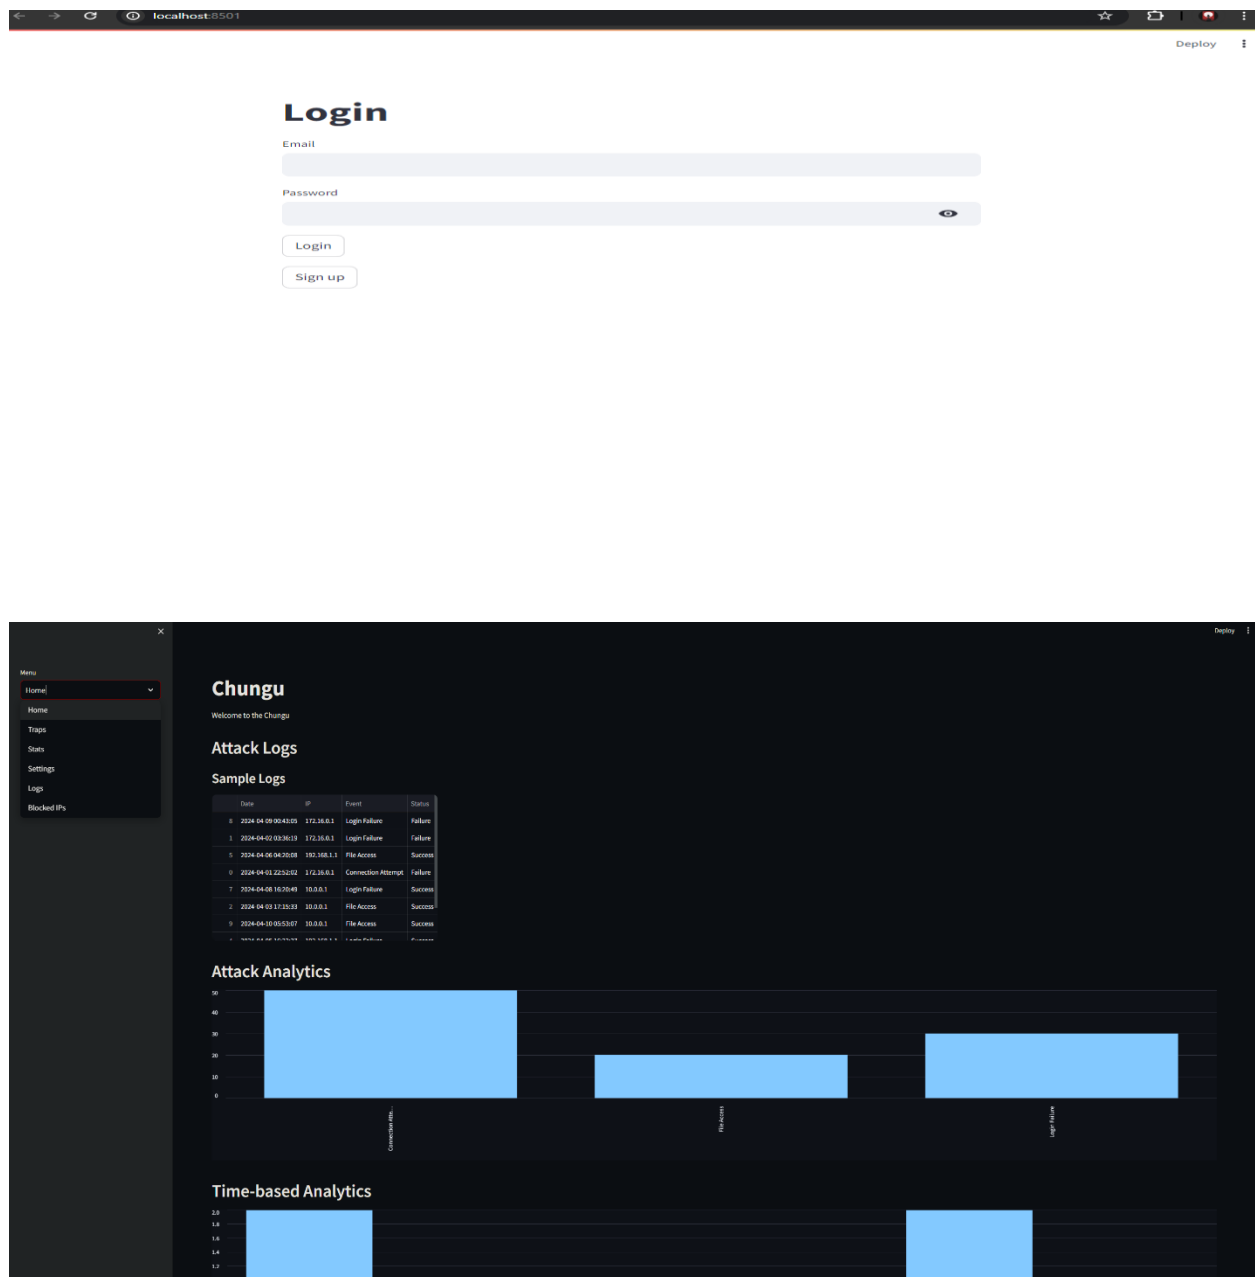 localhost:8501
Deploy
Login
Email
Password
Login
Sign up
Deploy
Menu
Home
Home
Traps
Stats
Settings
Logs
Blocked IPs
Chungu
Welcome to the Chungu
Attack Logs
Sample Logs
Date IP Event Status
8 2024-04-09 00:43:05 172.16.0.1 Login Failure Failure
1 2024-04-02 03:36:19 172.16.0.1 Login Failure Failure
5 2024-04-06 04:20:08 192.168.1.1 File Access Success
0 2024-04-01 22:52:02 172.16.0.1 Connection Attempt Failure
7 2024-04-08 16:20:49 10.0.0.1 Login Failure Success
2 2024-04-03 17:15:33 10.0.0.1 File Access Success
9 2024-04-10 05:53:07 10.0.0.1 File Access Success
Attack Analytics
50
40
30
20
10
0
Connection Atte...
File Access
Login Failure
Time-based Analytics
2.0
1.8
1.6
1.4
1.2